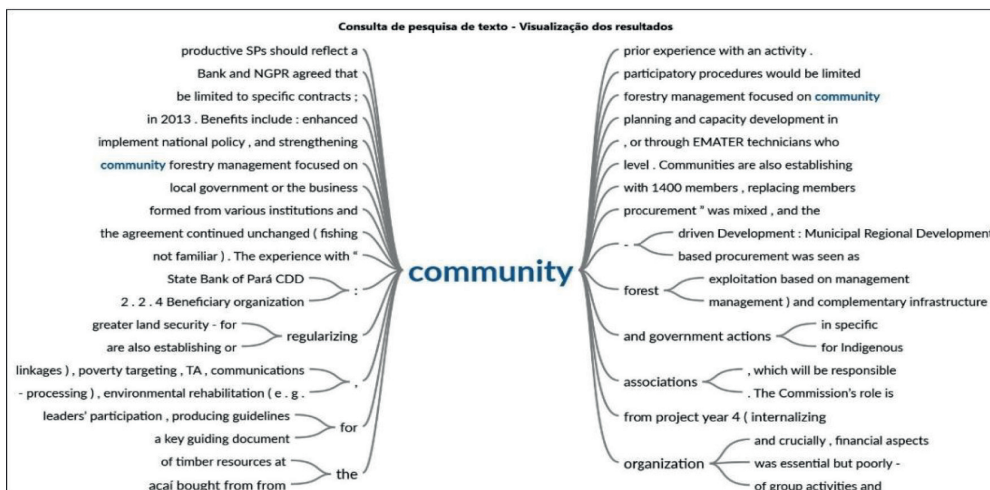 Consulta de pesquisa de texto - Visualização dos resultados
productive SPs should reflect a
Bank and NGPR agreed that
be limited to specific contracts ;
in 2013 . Benefits include : enhanced
implement national policy , and strengthening
community forestry management focused on
local government or the business
formed from various institutions and
the agreement continued unchanged ( fishing
not familiar ) . The experience with “
State Bank of Pará CDD
2 . 2 . 4 Beneficiary organization
:
greater land security - for
are also establishing or
regularizing
linkages ) , poverty targeting , TA , communications
- processing ) , environmental rehabilitation ( e . g .
,
leaders' participation , producing guidelines
a key guiding document
for
of timber resources at
açaí bought from from
the
community
prior experience with an activity .
participatory procedures would be limited
forestry management focused on community
planning and capacity development in
, or through EMATER technicians who
level . Communities are also establishing
with 1400 members , replacing members
procurement ” was mixed , and the
-
driven Development : Municipal Regional Development
based procurement was seen as
forest
exploitation based on management
management ) and complementary infrastructure
and government actions
in specific
for Indigenous
associations
, which will be responsible
. The Commission's role is
from project year 4 ( internalizing
organization
and crucially , financial aspects
was essential but poorly -
of group activities and